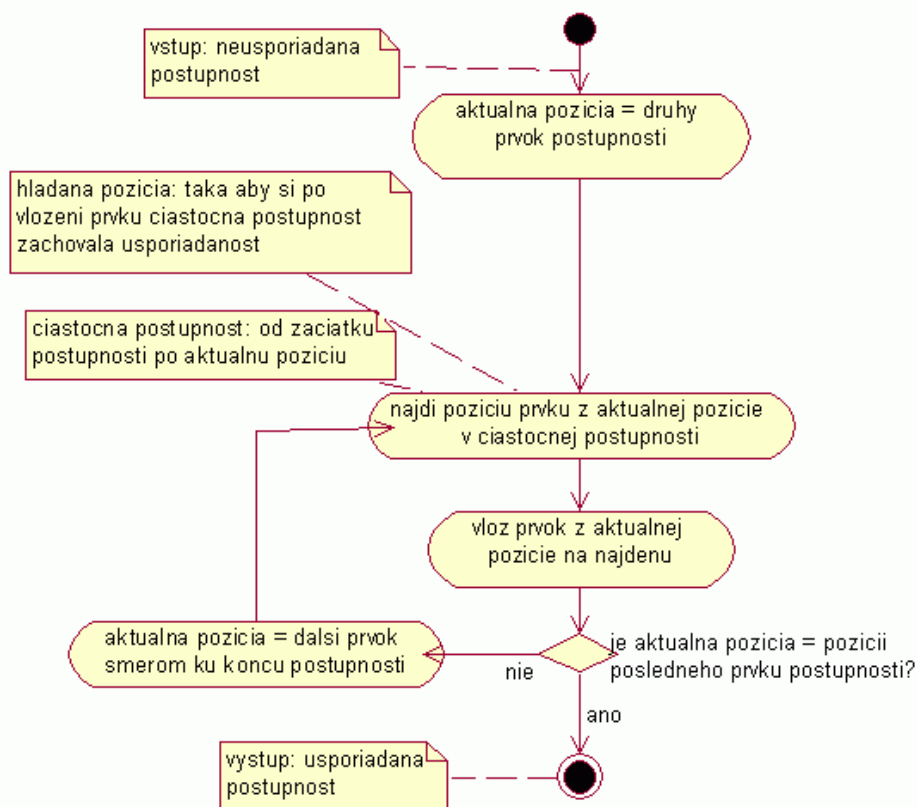 vstup: neusporiadana
postupnost
aktualna pozicia = druhy
prvok postupnosti
hladana pozicia: taka aby si po
vlozeni prvku ciastocna postupnost
zachovala usporiadanost
ciastocna postupnost: od zaciatku
postupnosti po aktualnu poziciu
najdi poziciu prvku z aktualnej pozicie
v ciastocnej postupnosti
vloz prvok z aktualnej
pozicie na najdenu
aktualna pozicia = dalsi prvok
smerom ku koncu postupnosti
nie
je aktualna pozicia = pozicii
posledneho prvku postupnosti?
ano
vystup: usporiadana
postupnost